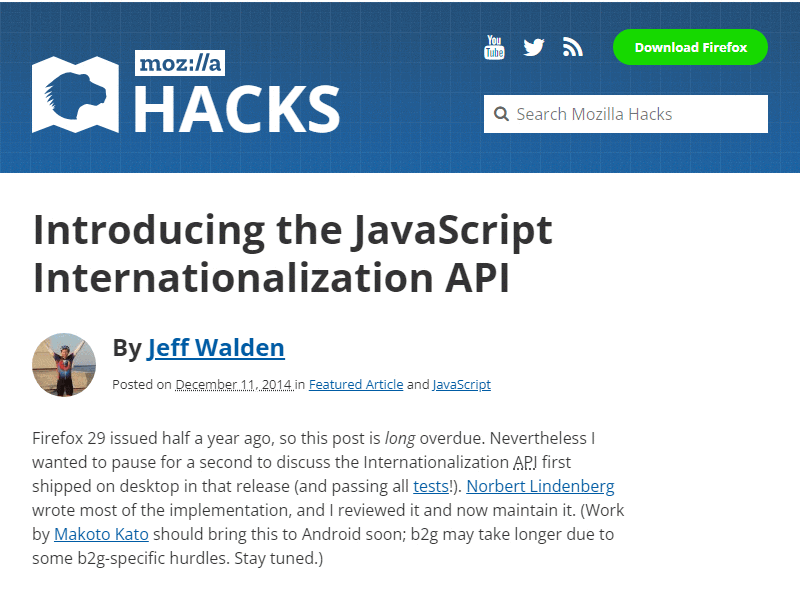 You
Tube
Download Firefox
moz://a
HACKS
Search Mozilla Hacks
Introducing the JavaScript
Internationalization API
By Jeff Walden
Posted on December 11, 2014 in Featured Article and JavaScript
Firefox 29 issued half a year ago, so this post is long overdue. Nevertheless I
wanted to pause for a second to discuss the Internationalization API first
shipped on desktop in that release (and passing all tests!). Norbert Lindenberg
wrote most of the implementation, and I reviewed it and now maintain it. (Work
by Makoto Kato should bring this to Android soon; b2g may take longer due to
some b2g-specific hurdles. Stay tuned.)